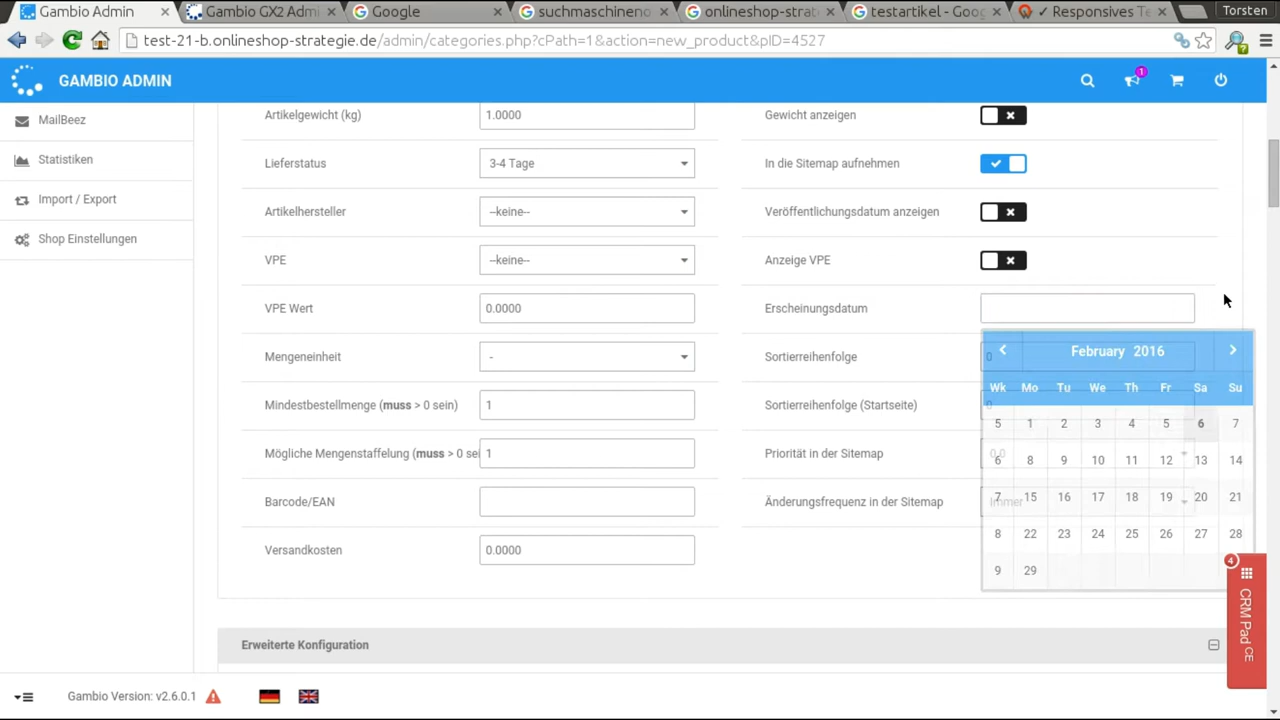 Gambio Admin
Gambio GX2 Admi
Google
suchmaschineno
onlineshop-strat
testartikel - Goog
✓ Responsives Te
Torsten
test-21-b.onlineshop-strategie.de/admin/categories.php?cPath=1&action=new_product&pID=4527
GAMBIO ADMIN
1
MailBeez
Statistiken
Import / Export
Shop Einstellungen
Artikelgewicht (kg) 1.0000 Gewicht anzeigen
Lieferstatus 3-4 Tage In die Sitemap aufnehmen
Artikelhersteller --keine-- Veröffentlichungsdatum anzeigen
VPE --keine-- Anzeige VPE
VPE Wert 0.0000 Erscheinungsdatum
Mengeneinheit - Sortierreihenfolge 0
Mindestbestellmenge (muss > 0 sein) 1 Sortierreihenfolge (Startseite) 0
Mögliche Mengenstaffelung (muss > 0 sei 1 Priorität in der Sitemap 0.0
Barcode/EAN Änderungsfrequenz in der Sitemap Immer
Versandkosten 0.0000
February 2016
Wk Mo Tu We Th Fr Sa Su
5 1 2 3 4 5 6 7
6 8 9 10 11 12 13 14
7 15 16 17 18 19 20 21
8 22 23 24 25 26 27 28
9 29
4
CRM Pad CE
Erweiterte Konfiguration
Gambio Version: v2.6.0.1